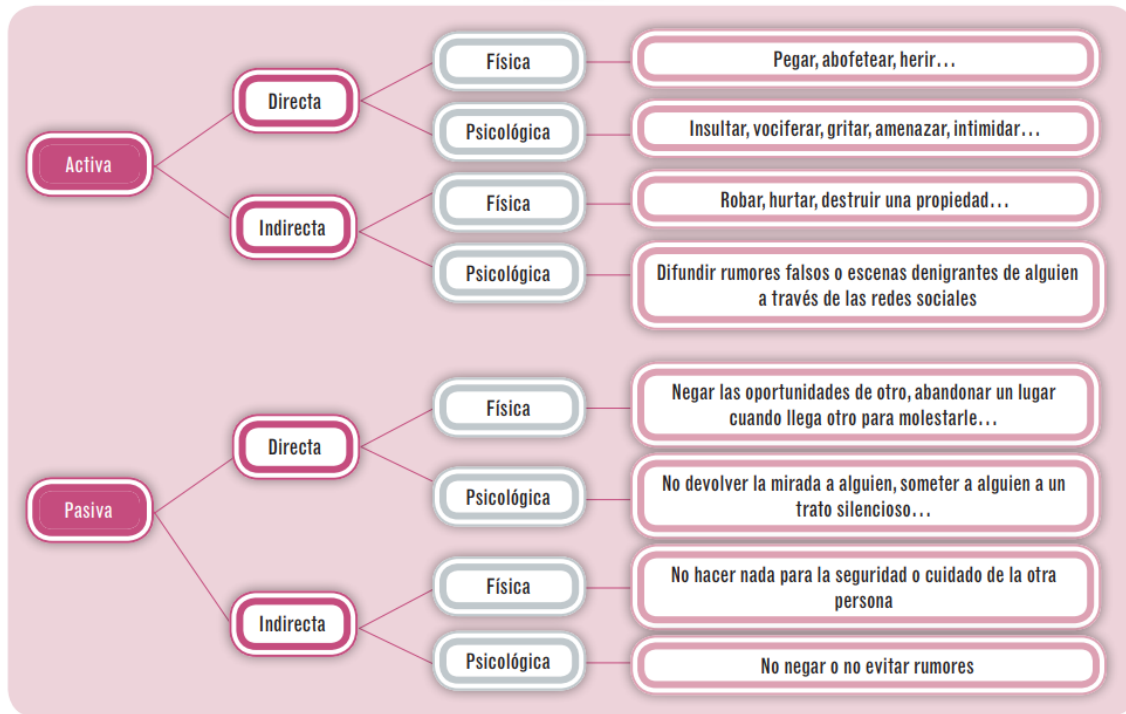 Física
Pegar, abofetear, herir...
Directa
Psicológica
Insultar, vociferar, gritar, amenazar, intimidar...
Activa
Física
Robar, hurtar, destruir una propiedad...
Indirecta
Psicológica
Difundir rumores falsos o escenas denigrantes de alguien
a través de las redes sociales
Física
Negar las oportunidades de otro, abandonar un lugar
cuando llega otro para molestarle...
Directa
Psicológica
No devolver la mirada a alguien, someter a alguien a un
trato silencioso...
Pasiva
Física
No hacer nada para la seguridad o cuidado de la otra
persona
Indirecta
Psicológica
No negar o no evitar rumores